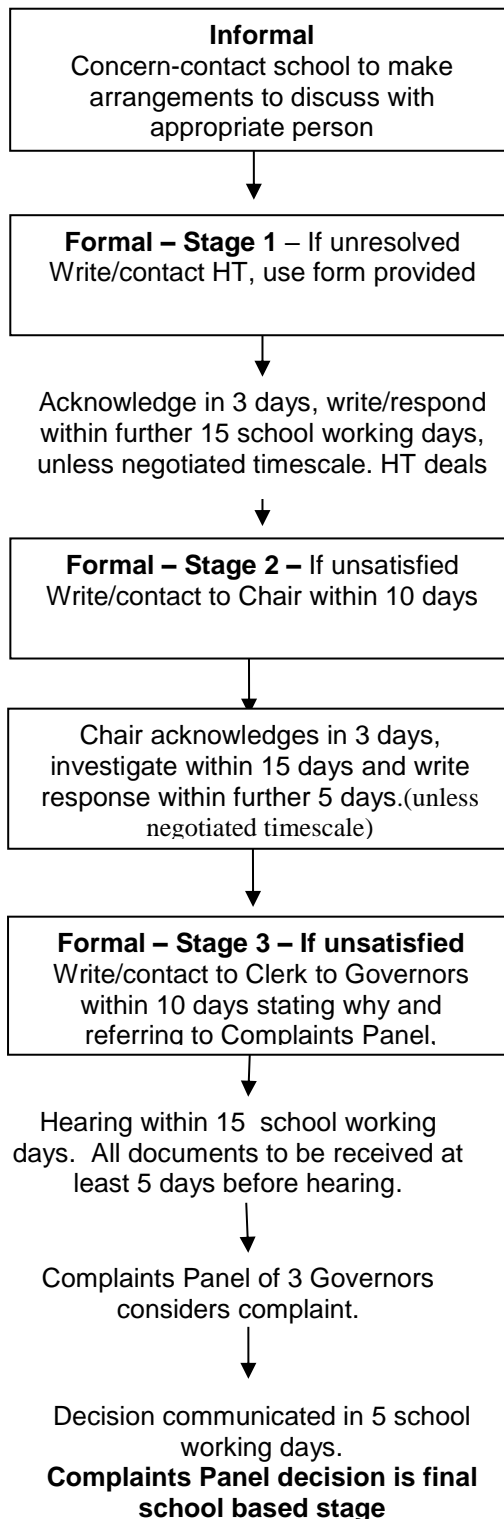 Informal
Concern-contact school to make
arrangements to discuss with
appropriate person
Formal – Stage 1 – If unresolved
Write/contact HT, use form provided
Acknowledge in 3 days, write/respond
within further 15 school working days,
unless negotiated timescale. HT deals
Formal – Stage 2 – If unsatisfied
Write/contact to Chair within 10 days
Chair acknowledges in 3 days,
investigate within 15 days and write
response within further 5 days.(unless
negotiated timescale)
Formal – Stage 3 – If unsatisfied
Write/contact to Clerk to Governors
within 10 days stating why and
referring to Complaints Panel.
Hearing within 15 school working
days. All documents to be received at
least 5 days before hearing.
Complaints Panel of 3 Governors
considers complaint.
Decision communicated in 5 school
working days.
Complaints Panel decision is final
school based stage